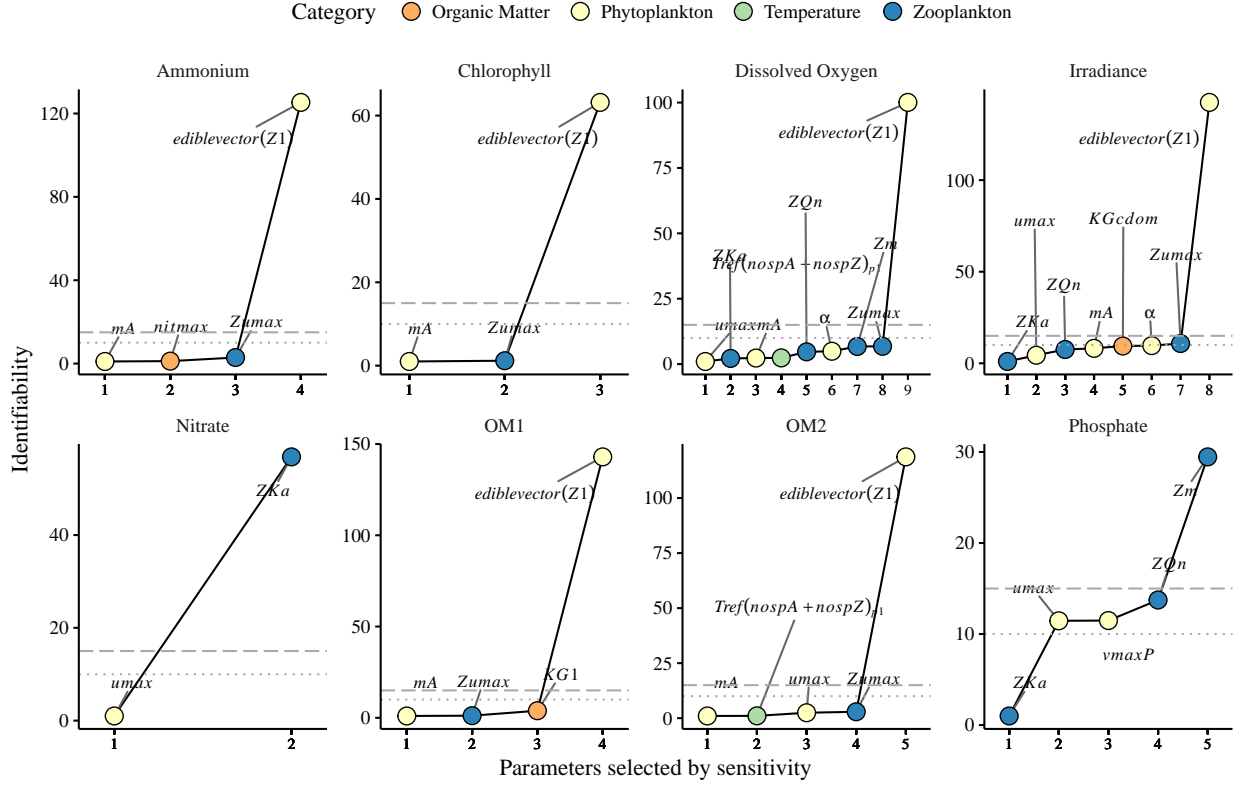 Category Organic Matter Phytoplankton Temperature Zooplankton
Ammonium
120
80
40
0
ediblevector(Z1)
mA nitmax Zumax
1 2 3 4
Chlorophyll
60
40
20
0
ediblevector(Z1)
mA Zumax
1 2 3
Dissolved Oxygen
100
75
50
25
0
ediblevector(Z1)
ZQn
Zm
ZKa
Tref(nospA+nospZ)p1
umax mA α Zumax
1 2 3 4 5 6 7 8 9
Irradiance
100
50
0
ediblevector(Z1)
umax KGcdom
Zumax
ZQn
ZKa mA α
1 2 3 4 5 6 7 8
Identifiability
Nitrate
40
20
0
ZKa
umax
1 2
OM1
150
100
50
0
ediblevector(Z1)
mA Zumax KG1
1 2 3 4
OM2
100
75
50
25
0
ediblevector(Z1)
Tref(nospA+nospZ)p1
mA umax Zumax
1 2 3 4 5
Phosphate
30
20
10
0
Zm
ZQn
umax
vmaxP
ZKa
1 2 3 4 5
Parameters selected by sensitivity